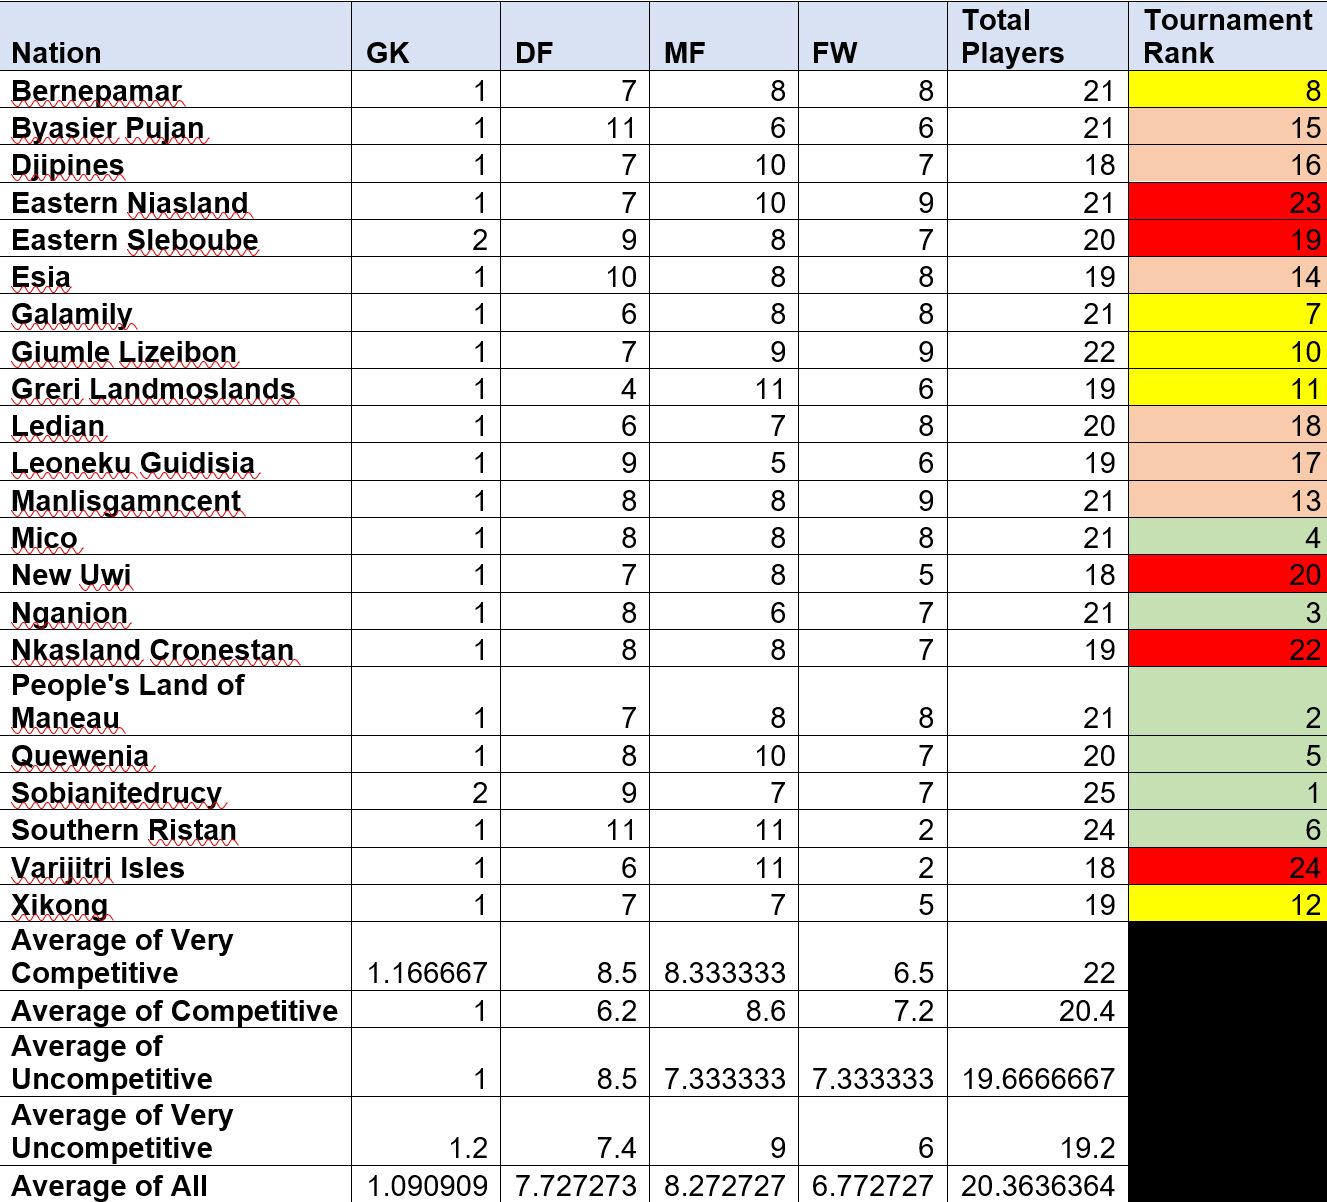 Nation GK DF MF FW Total Players Tournament Rank
Bernepamar 1 7 8 8 21 8
Byasier Pujan 1 11 6 6 21 15
Djipines 1 7 10 7 18 16
Eastern Niasland 1 7 10 9 21 23
Eastern Sleboube 2 9 8 7 20 19
Esia 1 10 8 8 19 14
Galamily 1 6 8 8 21 7
Giumle Lizeibon 1 7 9 9 22 10
Greri Landmoslands 1 4 11 6 19 11
Ledian 1 6 7 8 20 18
Leoneku Guidisia 1 9 5 6 19 17
Manlisgamncent 1 8 8 9 21 13
Mico 1 8 8 8 21 4
New Uwi 1 7 8 5 18 20
Nganion 1 8 6 7 21 3
Nkasland Cronestan 1 8 8 7 19 22
People's Land of
Maneau 1 7 8 8 21 2
Quewenia 1 8 10 7 20 5
Sobianitedrucy 2 9 7 7 25 1
Southern Ristan 1 11 11 2 24 6
Varijitri Isles 1 6 11 2 18 24
Xikong 1 7 7 5 19 12
Average of Very
Competitive 1.166667 8.5 8.333333 6.5 22
Average of Competitive 1 6.2 8.6 7.2 20.4
Average of
Uncompetitive 1 8.5 7.333333 7.333333 19.6666667
Average of Very
Uncompetitive 1.2 7.4 9 6 19.2
Average of All 1.090909 7.727273 8.272727 6.772727 20.3636364